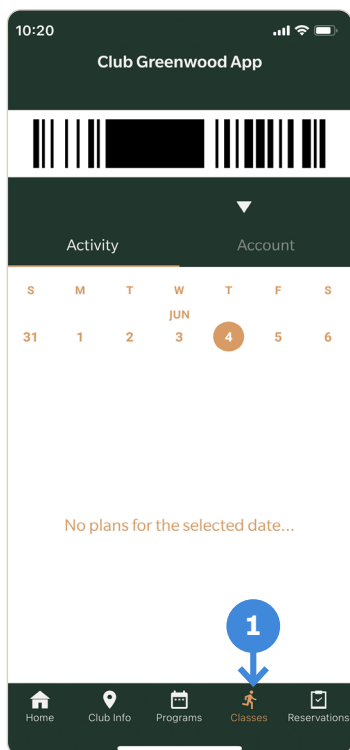 10:20
Club Greenwood App
Activity Account
S M T W T F S
JUN
31 1 2 3 4 5 6
No plans for the selected date...
1
Home Club Info Programs Classes Reservations